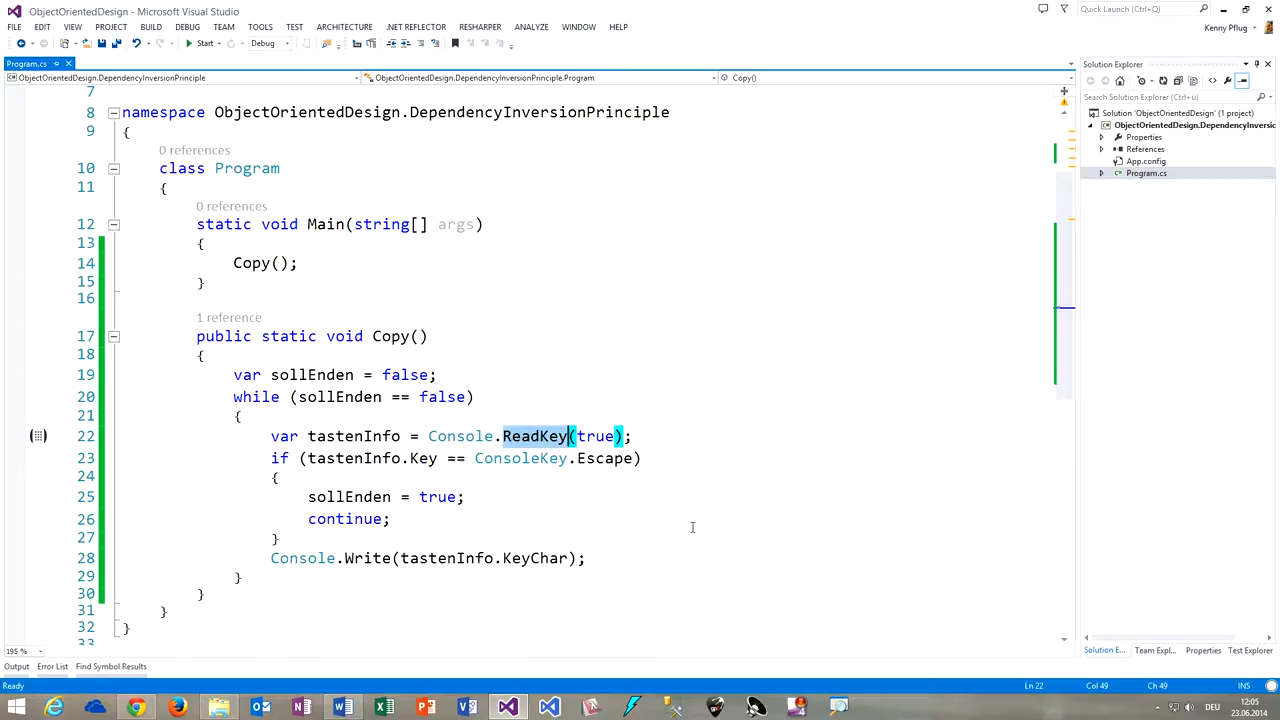 ObjectOrientedDesign - Microsoft Visual Studio
Quick Launch (Ctrl+Q)
FILE EDIT VIEW PROJECT BUILD DEBUG TEAM TOOLS TEST ARCHITECTURE .NET REFLECTOR RESHARPER ANALYZE WINDOW HELP
Kenny Pflug
Start Debug
Program.cs
Solution Explorer
ObjectOrientedDesign.DependencyInversionPrinciple ObjectOrientedDesign.DependencyInversionPrinciple.Program Copy()
Search Solution Explorer (Ctrl+ü)
Solution 'ObjectOrientedDesign' (1 project)
ObjectOrientedDesign.DependencyInversic
Properties
References
App.config
Program.cs
7
8 namespace ObjectOrientedDesign.DependencyInversionPrinciple
9 {
0 references
10 class Program
11 {
0 references
12 static void Main(string[] args)
13 {
14 Copy();
15 }
16
1 reference
17 public static void Copy()
18 {
19 var sollEnden = false;
20 while (sollEnden == false)
21 {
22 var tastenInfo = Console.ReadKey(true);
23 if (tastenInfo.Key == ConsoleKey.Escape)
24 {
25 sollEnden = true;
26 continue;
27 }
28 Console.Write(tastenInfo.KeyChar);
29 }
30 }
31 }
32 }
33
195 %
Solution E... Team Expl... Properties Test Explorer
Output Error List Find Symbol Results
Ready Ln 22 Col 49 Ch 49 INS
DEU 12:05
23.06.2014